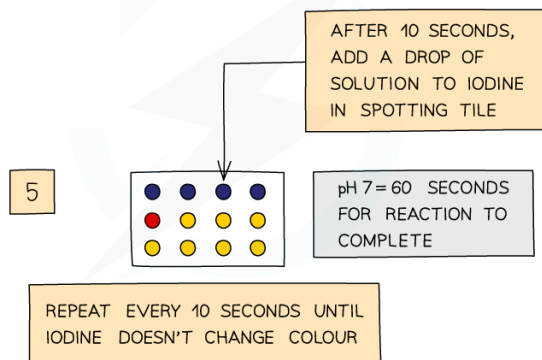 AFTER 10 SECONDS,
ADD A DROP OF
SOLUTION TO IODINE
IN SPOTTING TILE
5
pH 7 = 60 SECONDS
FOR REACTION TO
COMPLETE
REPEAT EVERY 10 SECONDS UNTIL
IODINE DOESN'T CHANGE COLOUR